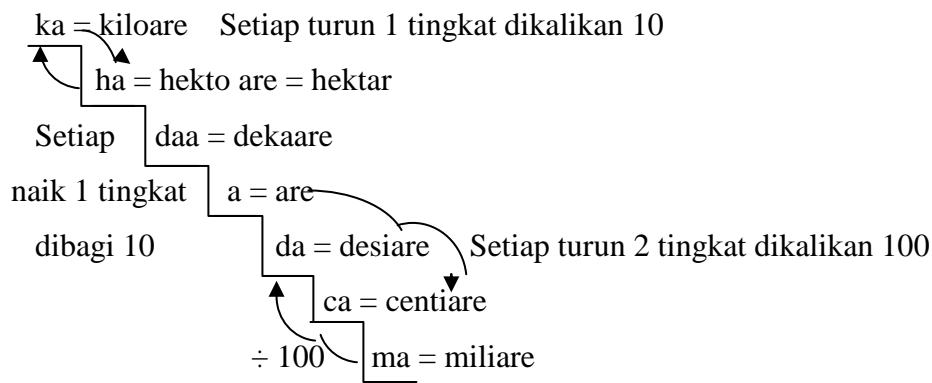 ka = kiloare Setiap turun 1 tingkat dikalikan 10
ha = hekto are = hektar
Setiap daa = dekaare
naik 1 tingkat a = are
dibagi 10 da = desiare Setiap turun 2 tingkat dikalikan 100
ca = centiare
÷ 100 ma = miliare